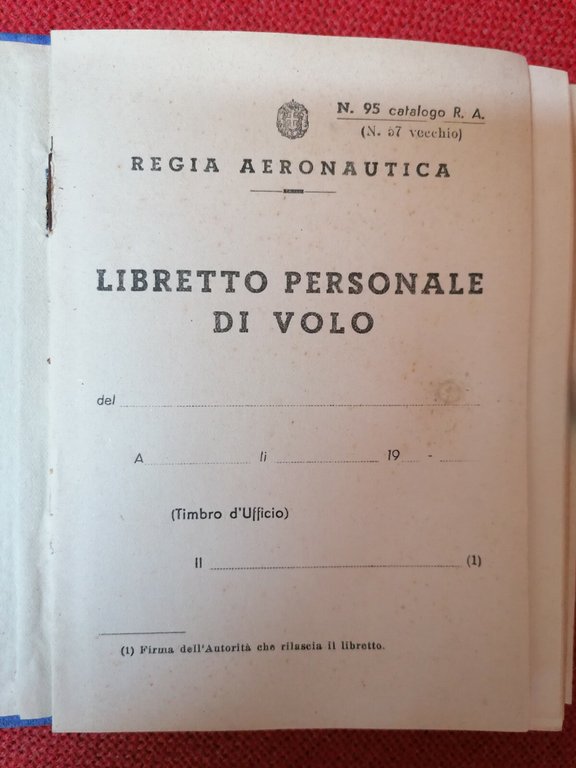 N. 95 catalogo R. A.
(N. 57 vecchio)
REGIA AERONAUTICA
LIBRETTO PERSONALE
DI VOLO
del
A li 19 -
(Timbro d'Ufficio)
Il (1)
(1) Firma dell'Autorità che rilascia il libretto.